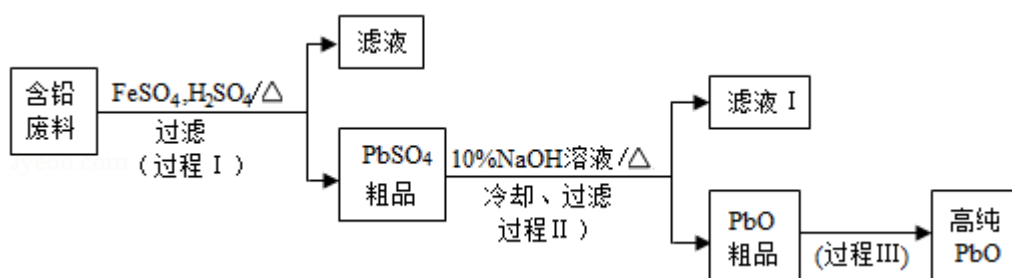 含铅
废料
FeSO₄,H₂SO₄/△
过滤
（过程Ⅰ）
滤液
PbSO₄
粗品
10%NaOH溶液/△
冷却、过滤
过程Ⅱ）
滤液Ⅰ
PbO
粗品
(过程III)
高纯
PbO